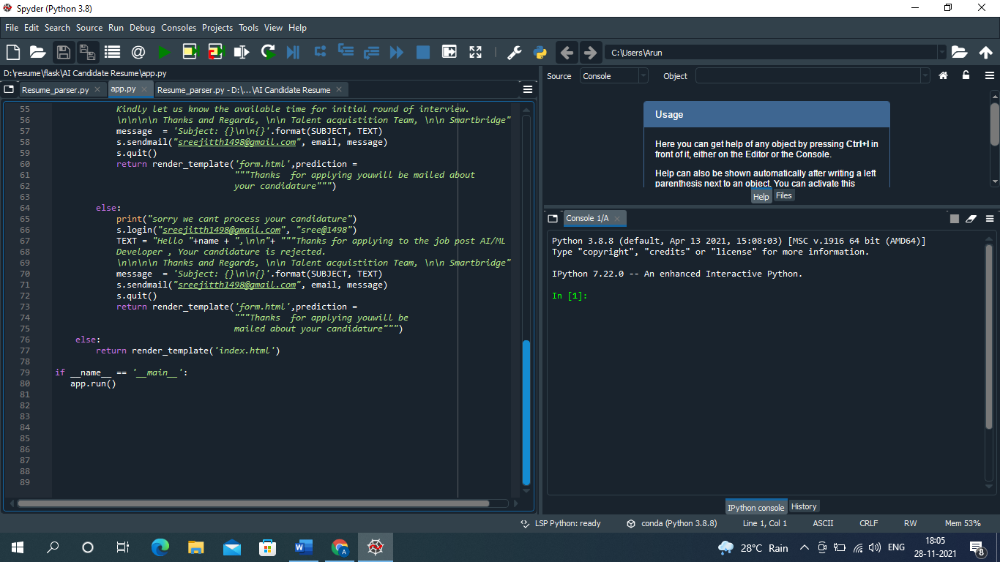 Spyder (Python 3.8)
File Edit Search Source Run Debug Consoles Projects Tools View Help
C:\Users\Arun
D:\resume\flask\AI Candidate Resume\app.py
Resume_parser.py app.py Resume_parser.py - D:\...\AI Candidate Resume
55 Kindly let us know the available time for initial round of interview.
56 \n\n\n\n Thanks and Regards, \n\n Talent acquistition Team, \n\n Smartbridge"
57 message  = 'Subject: {}\n\n{}'.format(SUBJECT, TEXT)
58 s.sendmail("sreejitth1498@gmail.com", email, message)
59 s.quit()
60 return render_template('form.html',prediction =
61 """Thanks  for applying youwill be mailed about
62 your candidature""")
63
64 else:
65 print("sorry we cant process your candidature")
66 s.login("sreejitth1498@gmail.com", "sree@1498")
67 TEXT = "Hello "+name + ",\n\n"+ """Thanks for applying to the job post AI/ML
68 Developer , Your candidature is rejected.
69 \n\n\n\n Thanks and Regards, \n\n Talent acquistition Team, \n\n Smartbridge"
70 message  = 'Subject: {}\n\n{}'.format(SUBJECT, TEXT)
71 s.sendmail("sreejitth1498@gmail.com", email, message)
72 s.quit()
73 return render_template('form.html',prediction =
74 """Thanks  for applying youwill be
75 mailed about your candidature""")
76 else:
77 return render_template('index.html')
78
79 if __name__ == '__main__':
80 app.run()
81
82
83
84
85
86
87
88
89
Source Console Object
Usage
Here you can get help of any object by pressing Ctrl+I in
front of it, either on the Editor or the Console.
Help can also be shown automatically after writing a left
parenthesis next to an object. You can activate this
Help Files
Console 1/A
Python 3.8.8 (default, Apr 13 2021, 15:08:03) [MSC v.1916 64 bit (AMD64)]
Type "copyright", "credits" or "license" for more information.
IPython 7.22.0 -- An enhanced Interactive Python.
In [1]:
IPython console History
LSP Python: ready conda (Python 3.8.8) Line 1, Col 1 ASCII CRLF RW Mem 53%
28°C Rain ENG 18:05
28-11-2021 8